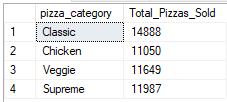 pizza_category Total_Pizzas_Sold
1 Classic 14888
2 Chicken 11050
3 Veggie 11649
4 Supreme 11987